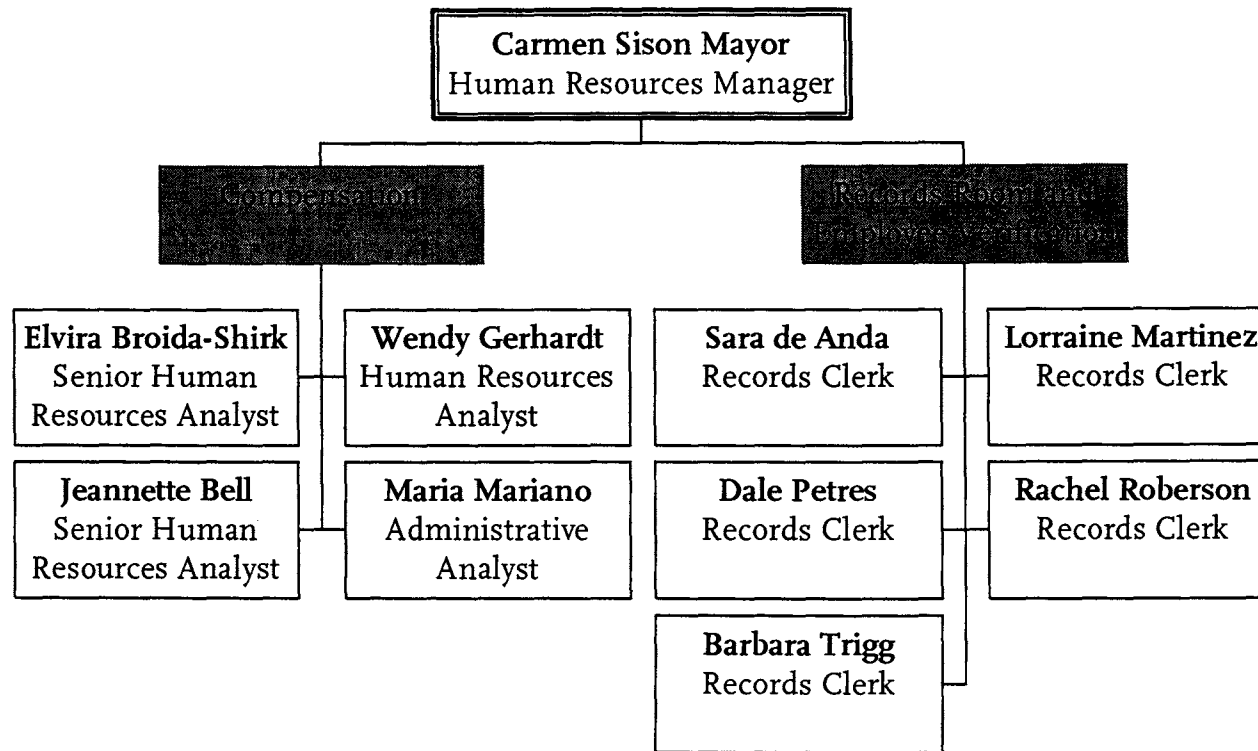 Carmen Sison Mayor
Human Resources Manager
Compensation
Records Room and
Employee Verification
Elvira Broida-Shirk
Senior Human
Resources Analyst
Wendy Gerhardt
Human Resources
Analyst
Sara de Anda
Records Clerk
Lorraine Martinez
Records Clerk
Jeannette Bell
Senior Human
Resources Analyst
Maria Mariano
Administrative
Analyst
Dale Petres
Records Clerk
Rachel Roberson
Records Clerk
Barbara Trigg
Records Clerk